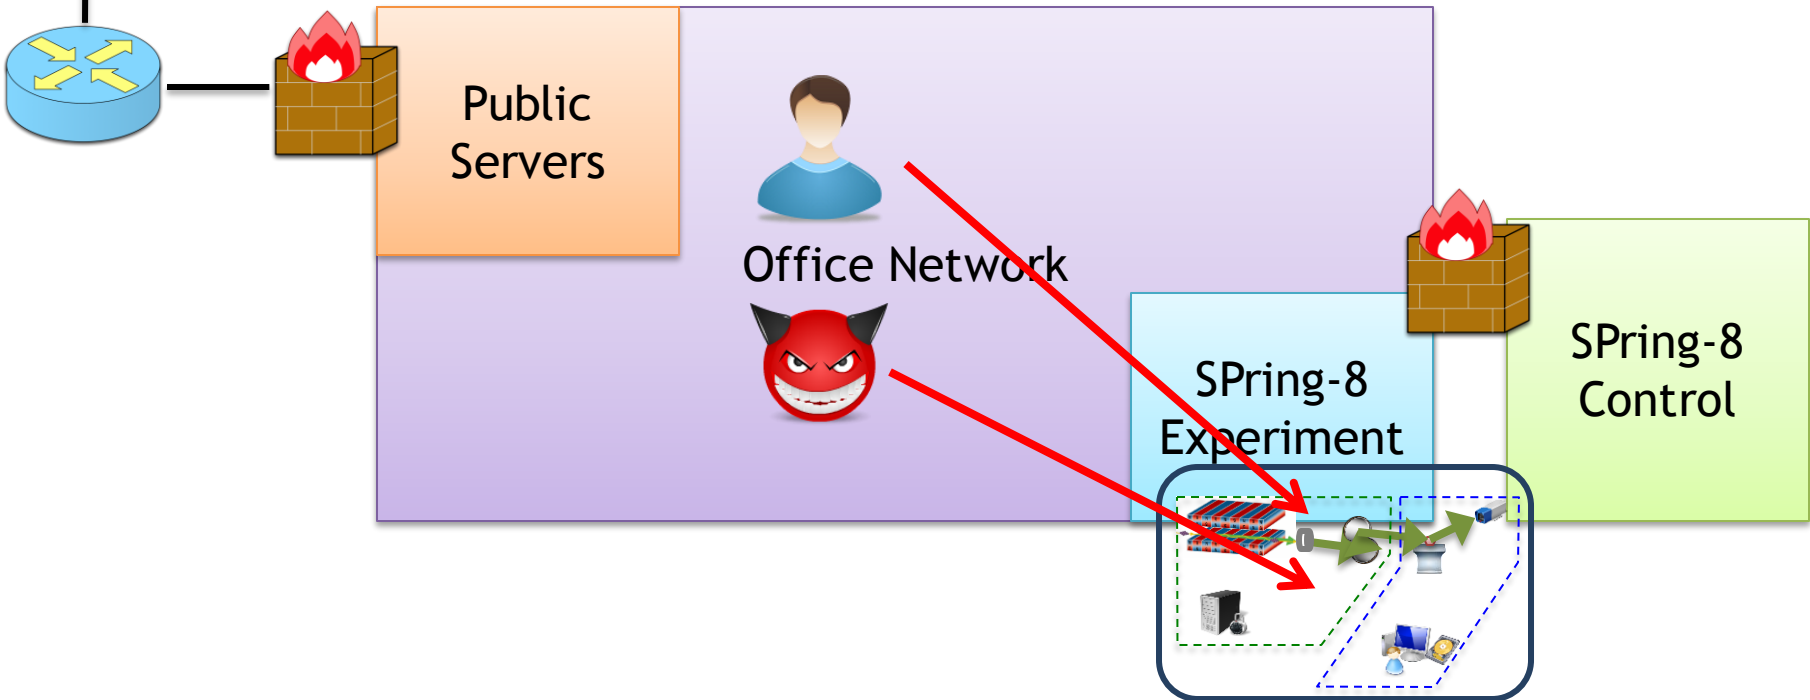 Public
Servers
Office Network
SPring-8
Experiment
SPring-8
Control